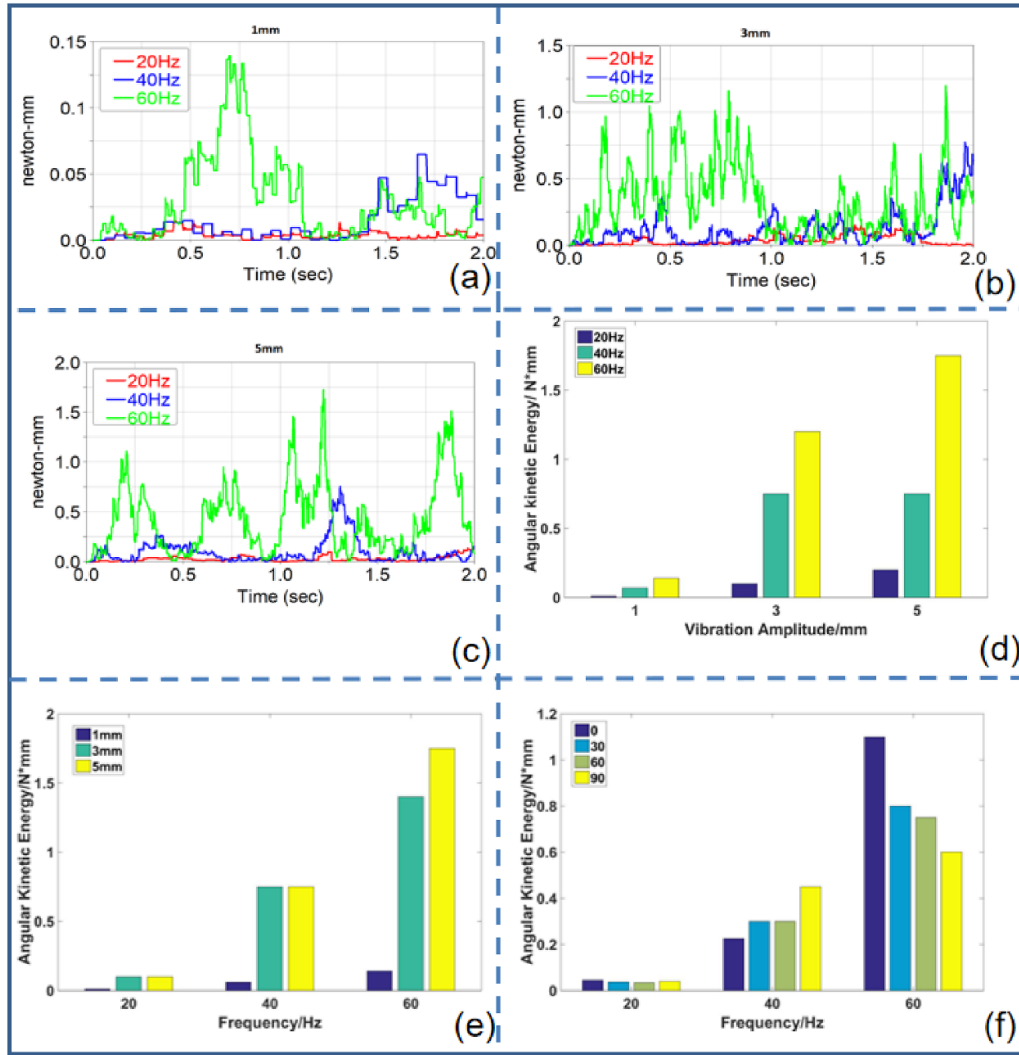 1mm
0.15
0.1
0.05
0.0
newton-mm
20Hz
40Hz
60Hz
0.0 0.5 1.0 1.5 2.0
Time (sec)
(a)
3mm
1.5
1.0
0.5
0.0
newton-mm
20Hz
40Hz
60Hz
0.0 0.5 1.0 1.5 2.0
Time (sec)
(b)
5mm
2.0
1.5
1.0
0.5
0.0
newton-mm
20Hz
40Hz
60Hz
0.0 0.5 1.0 1.5 2.0
Time (sec)
(c)
2
1.5
1
0.5
0
Angular kinetic Energy/ N*mm
20Hz
40Hz
60Hz
1 3 5
Vibration Amplitude/mm
(d)
2
1.5
1
0.5
0
Angular Kinetic Energy/N*mm
1mm
3mm
5mm
20 40 60
Frequency/Hz
(e)
1.2
1
0.8
0.6
0.4
0.2
0
Angular Kinetic Energy/N*mm
0
30
60
90
20 40 60
Frequency/Hz
(f)